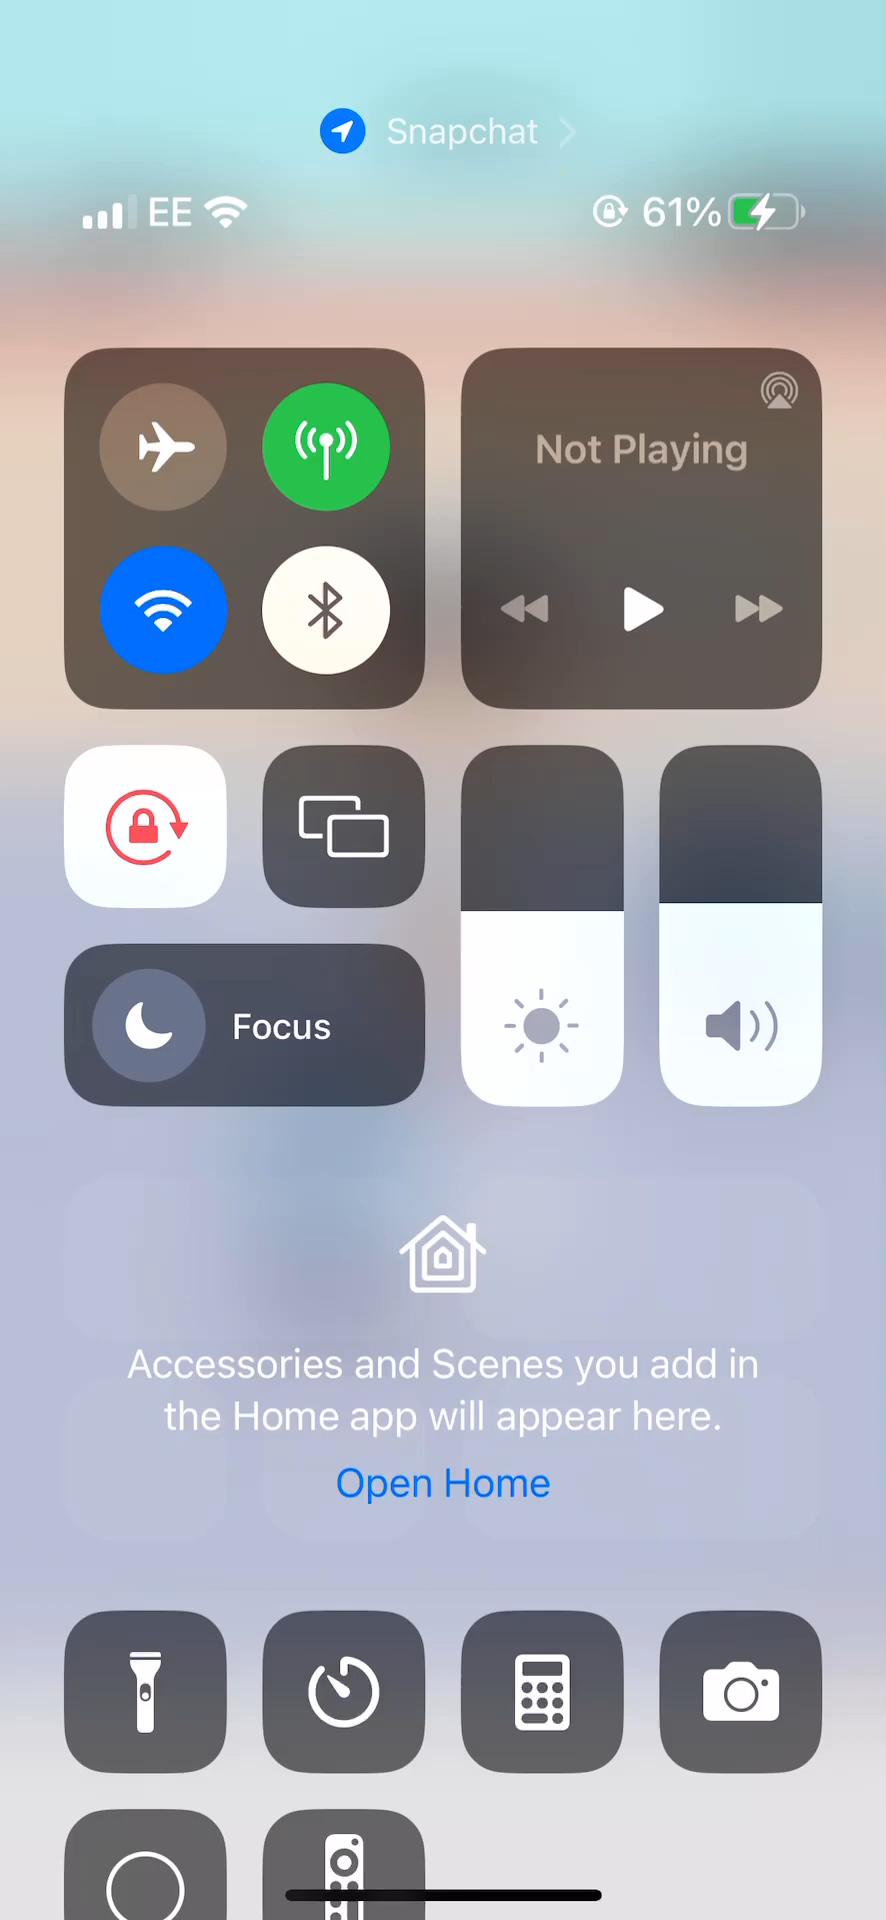 Snapchat
EE 61%
Not Playing
Focus
Accessories and Scenes you add in
the Home app will appear here.
Open Home